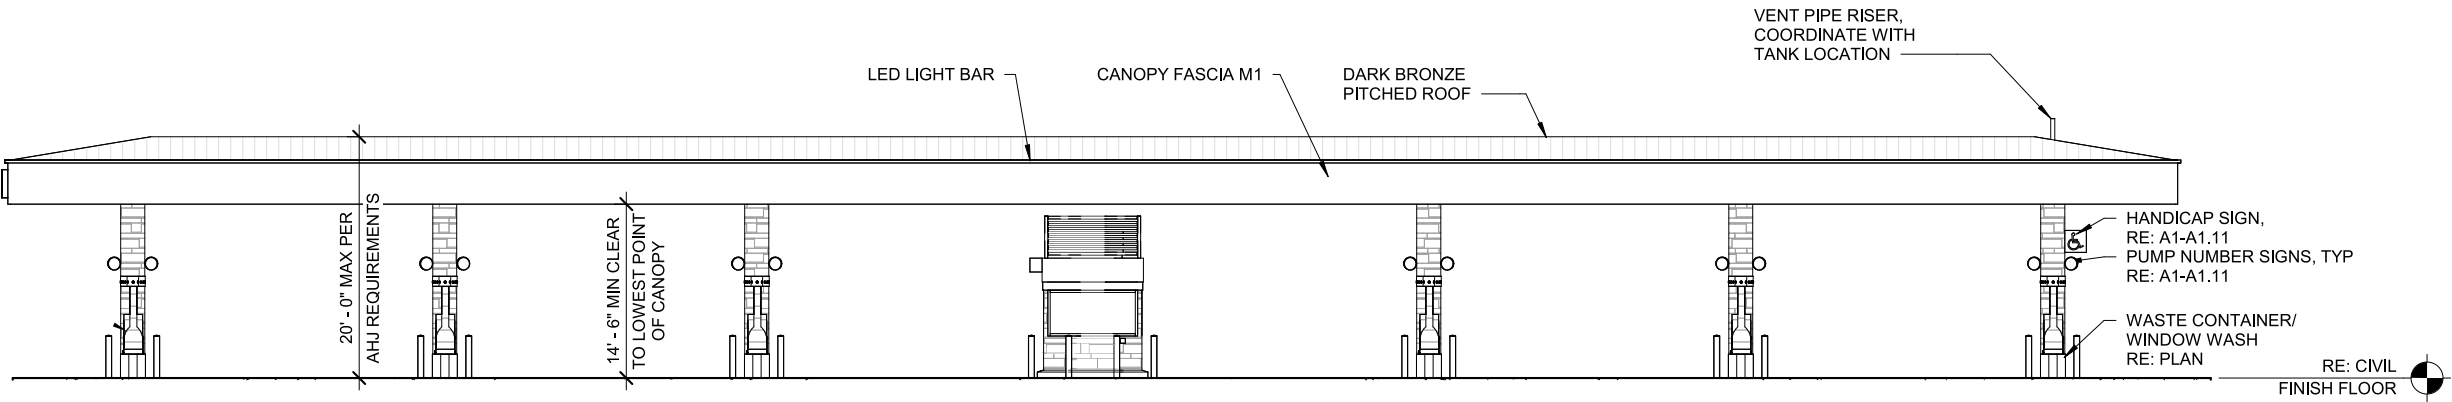 VENT PIPE RISER,
COORDINATE WITH
TANK LOCATION
LED LIGHT BAR
CANOPY FASCIA M1
DARK BRONZE
PITCHED ROOF
20' - 0" MAX PER
AHJ REQUIREMENTS
14' - 6" MIN CLEAR
TO LOWEST POINT
OF CANOPY
HANDICAP SIGN,
RE: A1-A1.11
PUMP NUMBER SIGNS, TYP
RE: A1-A1.11
WASTE CONTAINER/
WINDOW WASH
RE: PLAN
RE: CIVIL
FINISH FLOOR